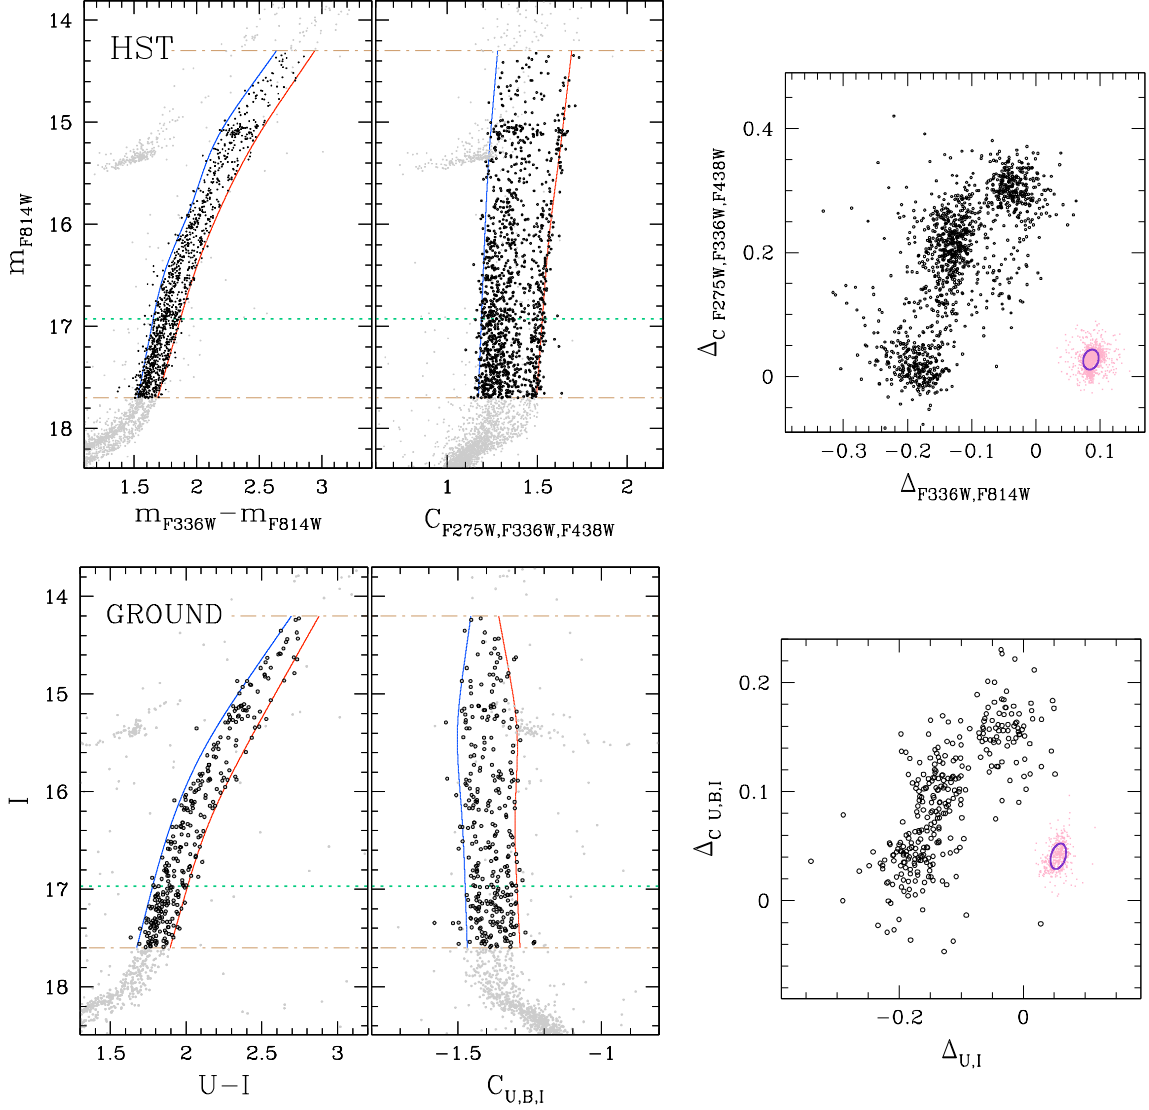 HST
14
15
16
17
18
m_F814W
1.5 2 2.5 3
1 1.5 2
m_F336W−m_F814W
C_F275W,F336W,F438W
0.4
0.2
0
Δ_C F275W,F336W,F438W
−0.3 −0.2 −0.1 0 0.1
Δ_F336W,F814W
GROUND
14
15
16
17
18
I
1.5 2 2.5 3
−1.5 −1
U−I
C_U,B,I
0.2
0.1
0
Δ_C U,B,I
−0.2 0
Δ_U,I